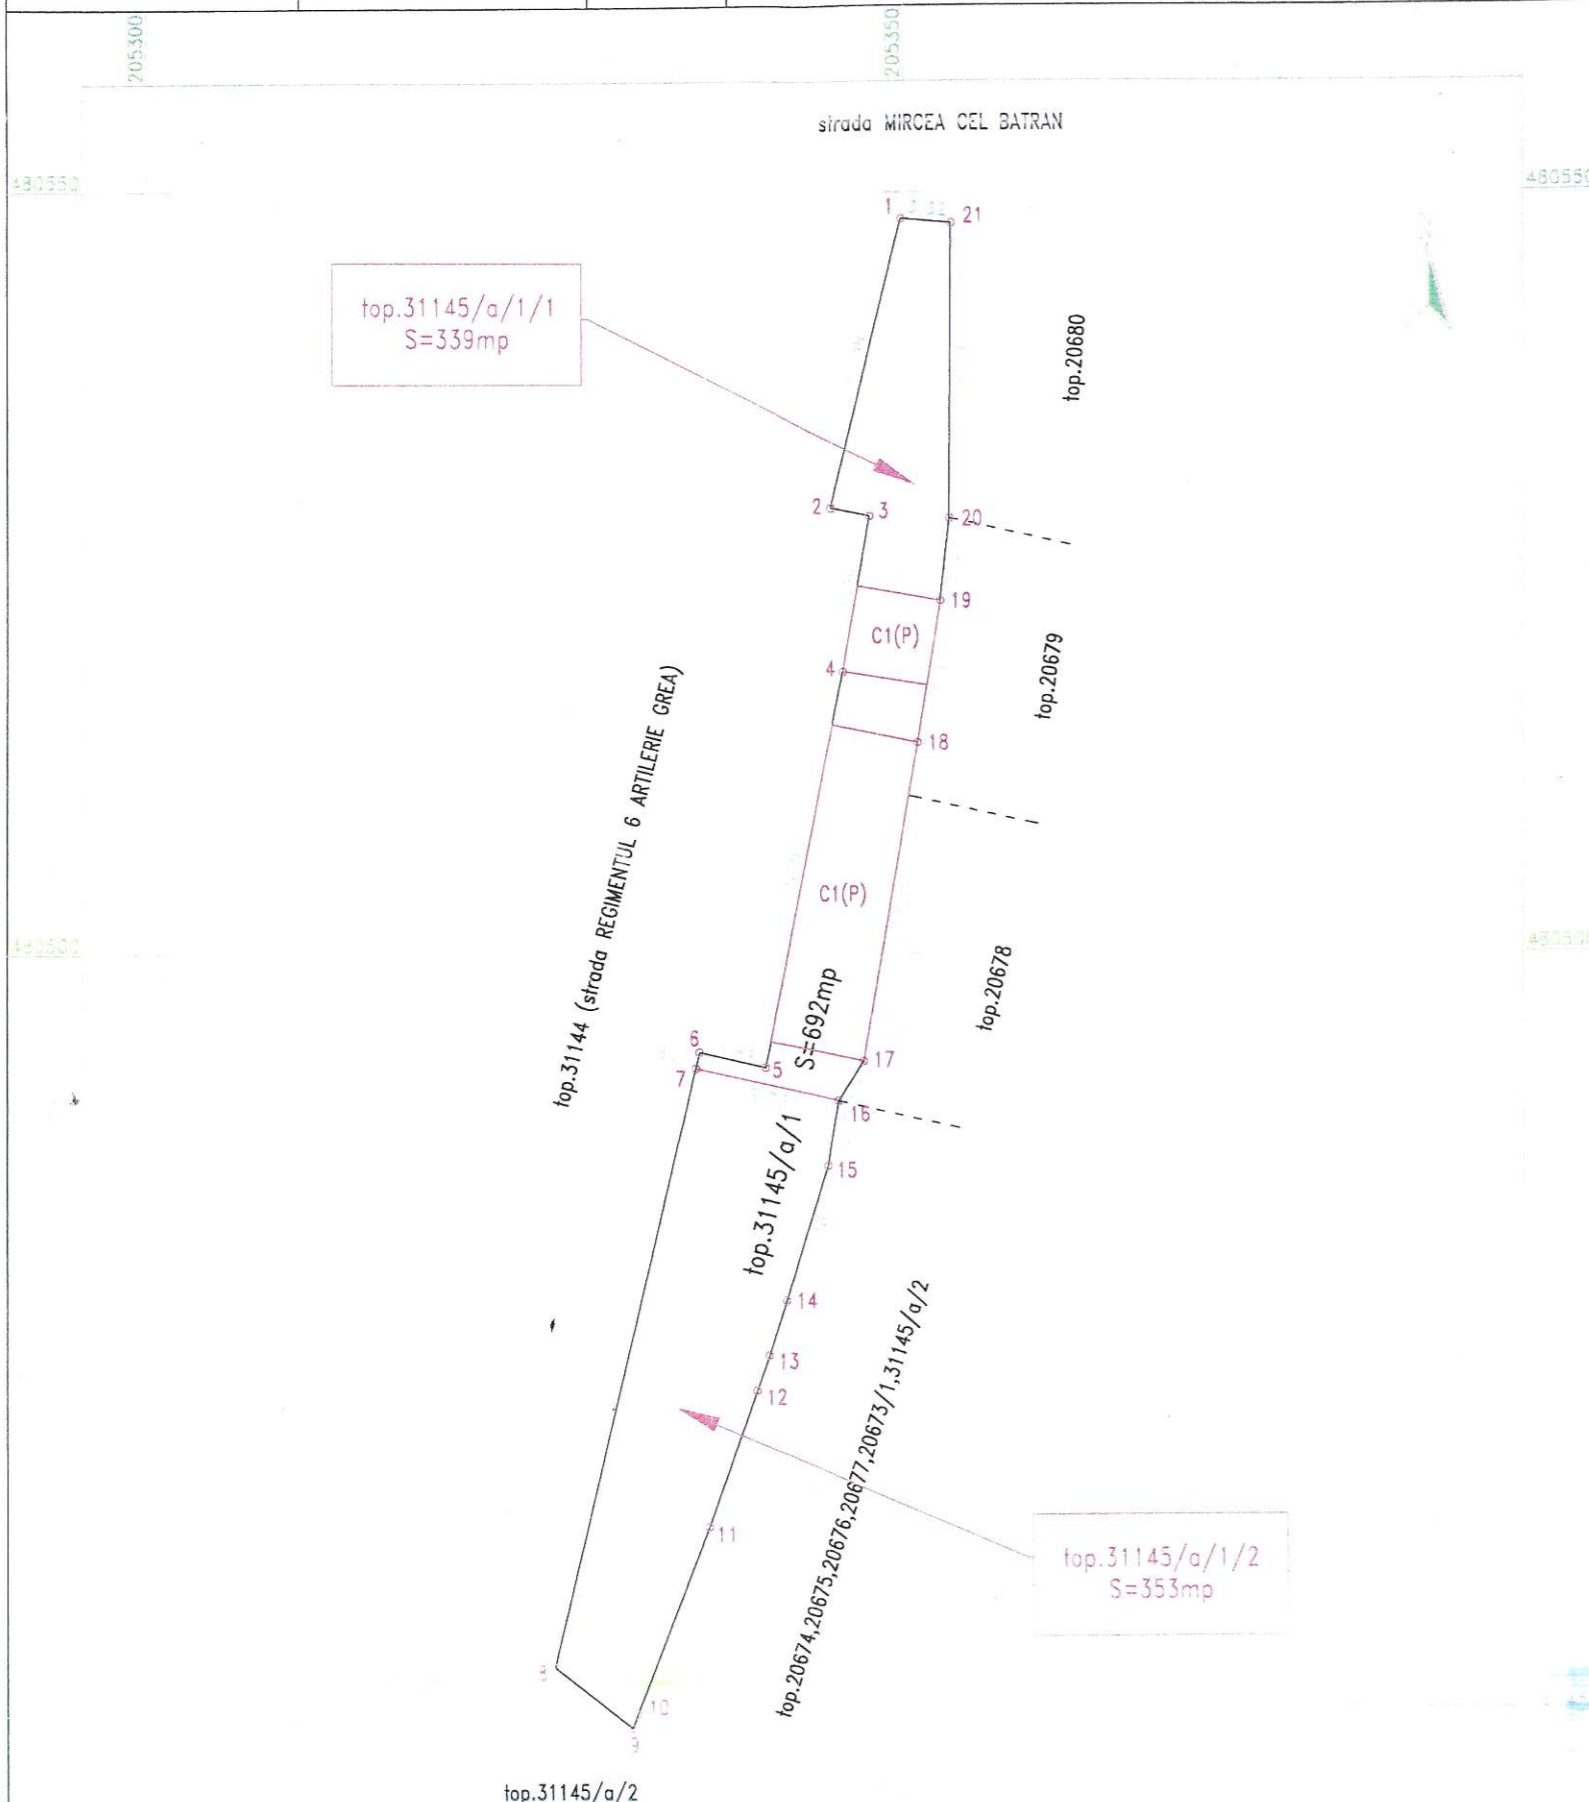 205300
205350
strada MIRCEA CEL BATRAN
480550
480550
1
21
top.31145/a/1/1
S=339mp
top.20680
2
3
20
19
C1(P)
4
top.20679
18
top.31144 (strada REGIMENTUL 6 ARTILERIE GREA)
C1(P)
480500
480500
S=692mp
top.20678
6
5
17
7
16
top.31145/a/1
15
14
13
12
top.20674,20675,20676,20677,20673/1,31145/a/2
11
top.31145/a/1/2
S=353mp
8
10
9
top.31145/a/2